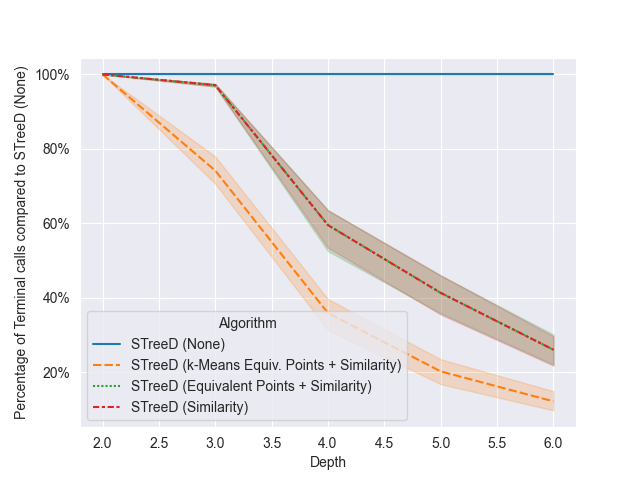 Percentage of Terminal calls compared to STreeD (None)
100%
80%
60%
40%
20%
Algorithm
STreeD (None)
STreeD (k-Means Equiv. Points + Similarity)
STreeD (Equivalent Points + Similarity)
STreeD (Similarity)
2.0 2.5 3.0 3.5 4.0 4.5 5.0 5.5 6.0
Depth